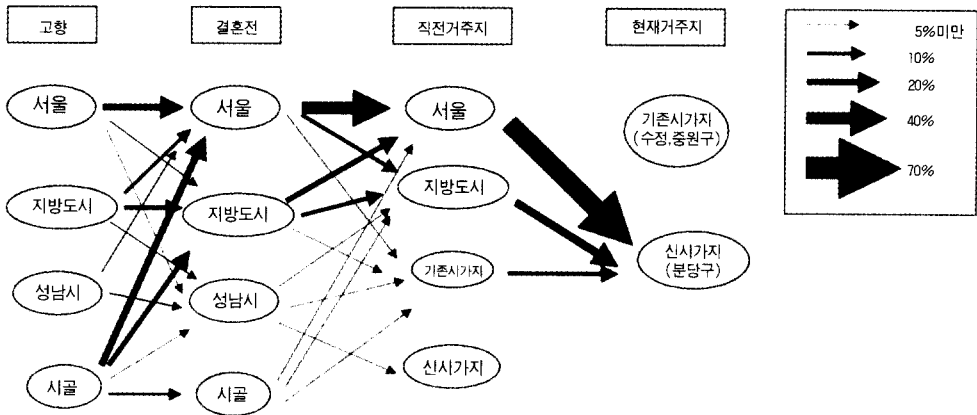 고향
결혼전
직전거주지
현재거주지
5%미만
10%
20%
40%
70%
서울
서울
서울
기존시가지
(수정,중원구)
지방도시
지방도시
지방도시
성남시
성남시
기존시가지
신시가지
(분당구)
시골
시골
신시가지